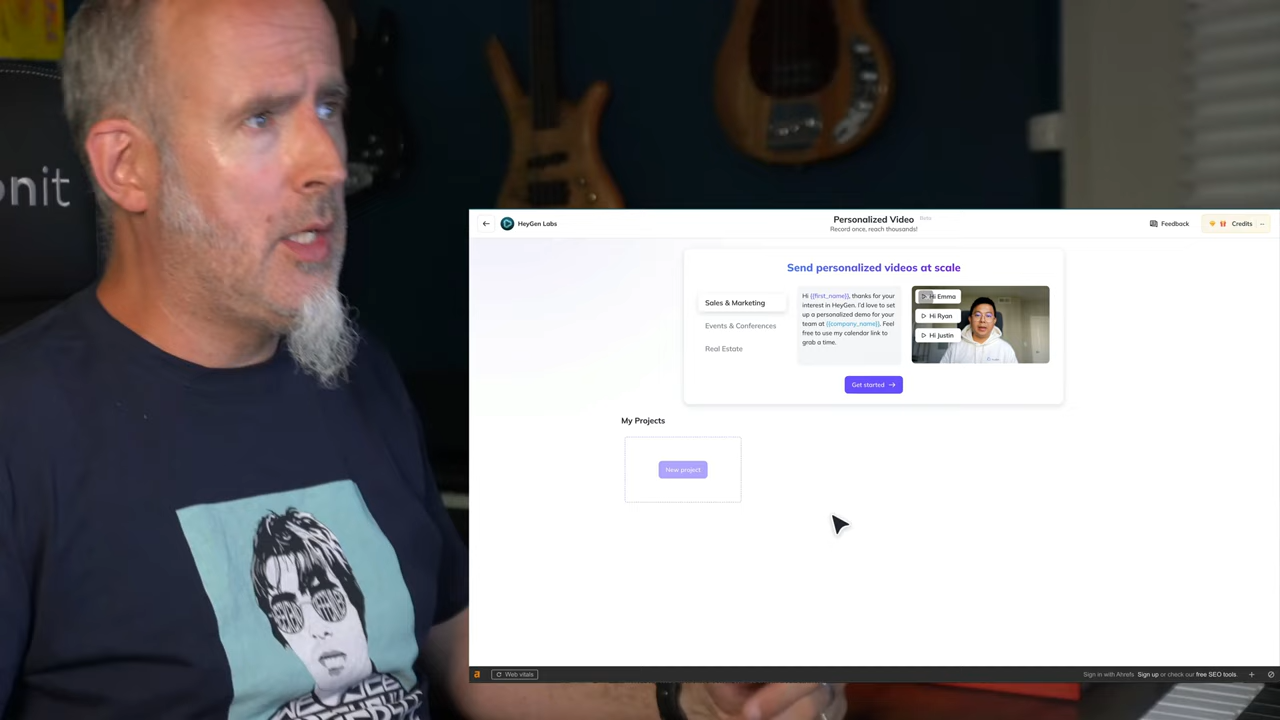 onit
HeyGen Labs
Personalized Video Beta
Record once, reach thousands!
Feedback
Credits --
Send personalized videos at scale
Sales & Marketing
Events & Conferences
Real Estate
Hi {{first_name}}, thanks for your
interest in HeyGen. I'd love to set
up a personalized demo for your
team at {{company_name}}. Feel
free to use my calendar link to
grab a time.
Hi Emma
Hi Ryan
Hi Justin
Get started →
My Projects
New project
a
Web vitals
Sign in with Ahrefs. Sign up or check our free SEO tools.